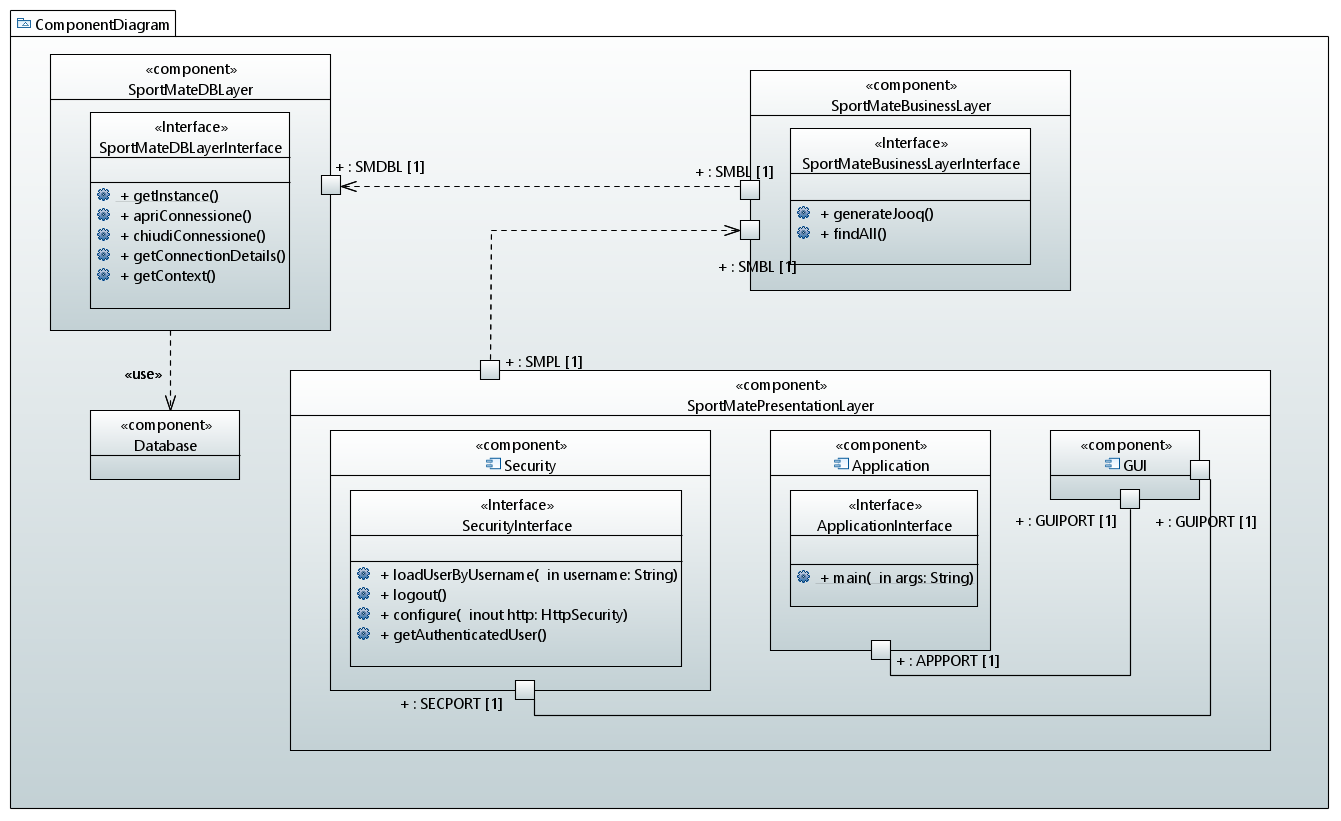 ComponentDiagram
«component»
SportMateDBLayer
«Interface»
SportMateDBLayerInterface
+ getInstance()
+ apriConnessione()
+ chiudiConnessione()
+ getConnectionDetails()
+ getContext()
+ : SMDBL [1]
«component»
SportMateBusinessLayer
«Interface»
SportMateBusinessLayerInterface
+ generateJooq()
+ findAll()
+ : SMBL [1]
+ : SMBL [1]
«use»
«component»
Database
+ : SMPL [1]
«component»
SportMatePresentationLayer
«component»
Security
«Interface»
SecurityInterface
+ loadUserByUsername(  in username: String)
+ logout()
+ configure(  inout http: HttpSecurity)
+ getAuthenticatedUser()
+ : SECPORT [1]
«component»
Application
«Interface»
ApplicationInterface
+ main(  in args: String)
+ : APPPORT [1]
«component»
GUI
+ : GUIPORT [1]
+ : GUIPORT [1]